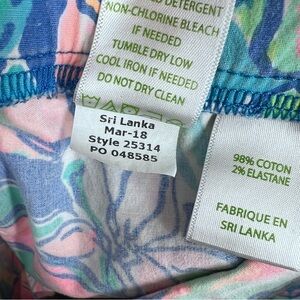 DETERGENT
NON-CHLORINE BLEACH
IF NEEDED
TUMBLE DRY LOW
COOL IRON IF NEEDED
DO NOT DRY CLEAN
Sri Lanka
Mar-18
Style 25314
PO 048585
98% COTON
2% ELASTANE
FABRIQUE EN
SRI LANKA